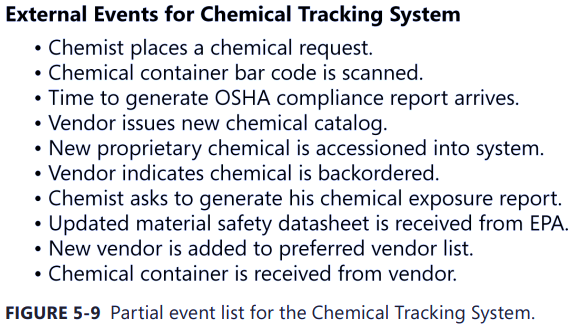 External Events for Chemical Tracking System
• Chemist places a chemical request.
• Chemical container bar code is scanned.
• Time to generate OSHA compliance report arrives.
• Vendor issues new chemical catalog.
• New proprietary chemical is accessioned into system.
• Vendor indicates chemical is backordered.
• Chemist asks to generate his chemical exposure report.
• Updated material safety datasheet is received from EPA.
• New vendor is added to preferred vendor list.
• Chemical container is received from vendor.
FIGURE 5-9 Partial event list for the Chemical Tracking System.